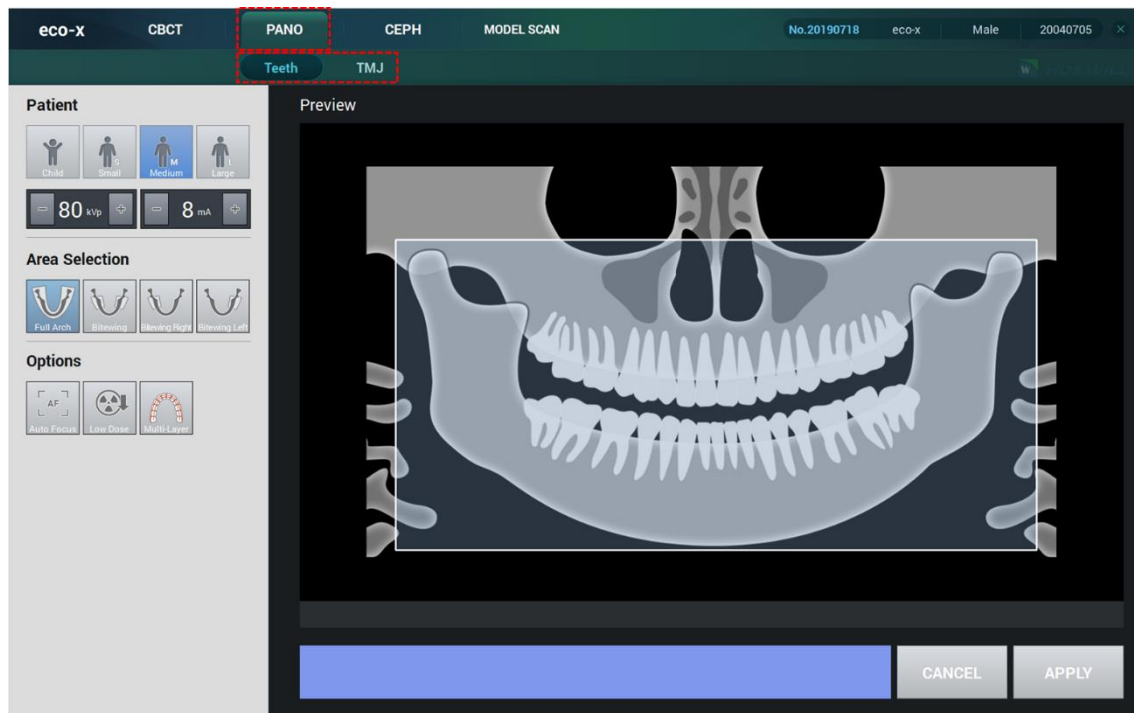 eco-x CBCT PANO CEPH MODEL SCAN No.20190718 eco-x Male 20040705 ×
Teeth TMJ
Patient
Child Small Medium Large
S M L
− 80 kVp + − 8 mA +
Area Selection
Full Arch Bitewing Bitewing Right Bitewing Left
Options
AF
Auto Focus Low Dose Multi-Layer
Preview
CANCEL APPLY